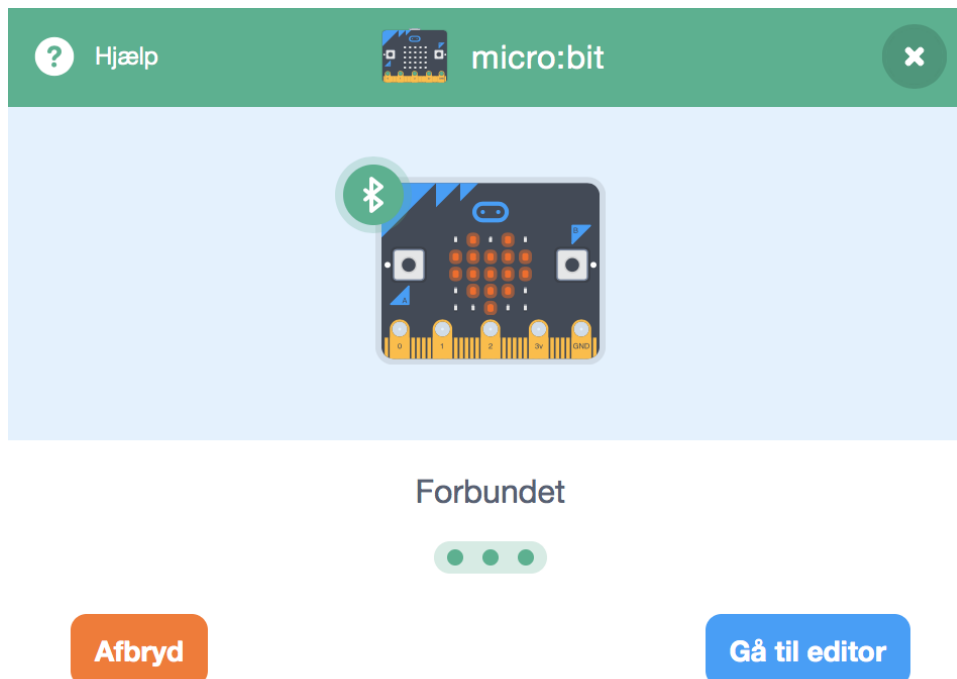 ? Hjælp
micro:bit
B
A
0 1 2 3v GND
Forbundet
Afbryd
Gå til editor